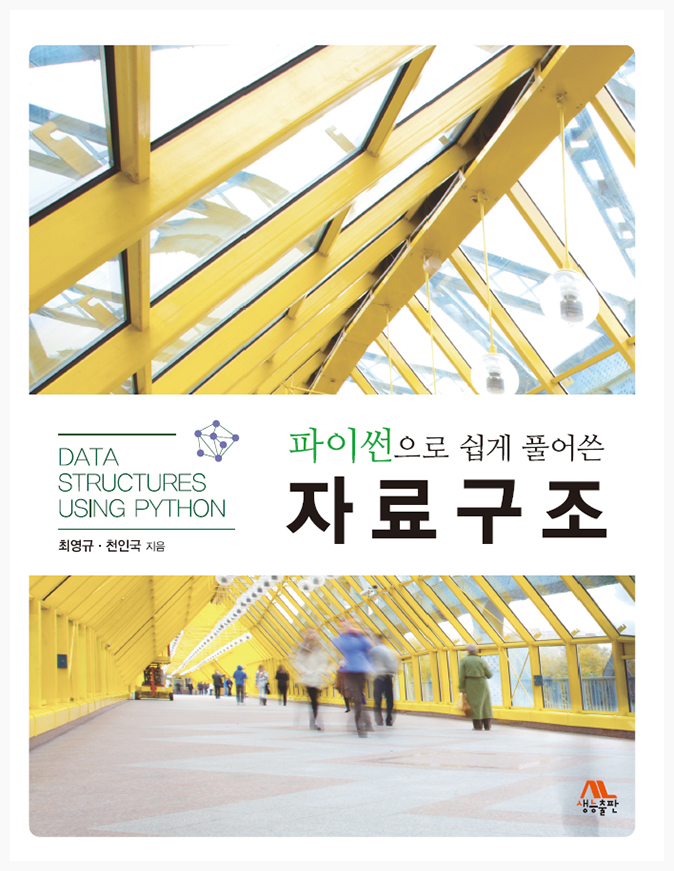 DATA
STRUCTURES
USING PYTHON
최영규 · 천인국 지음
파이썬으로 쉽게 풀어쓴
자료구조
생능출판